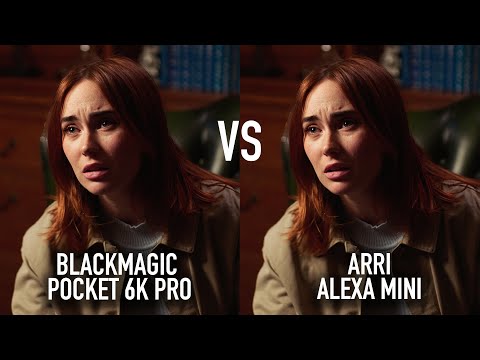 VS
BLACKMAGIC
POCKET 6K PRO
ARRI
ALEXA MINI